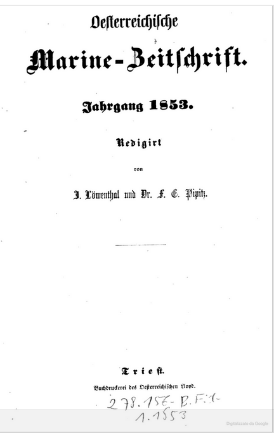 Oesterreichische
Marine-Zeitschrift.
Jahrgang 1853.
Redigirt
von
J. Löwenthal und Dr. F. E. Pipitz.
Triest.
Buchdruckerei des Oesterreichischen Lloyd.
278.156-B.Fid-
1.1853
Digitized by Google